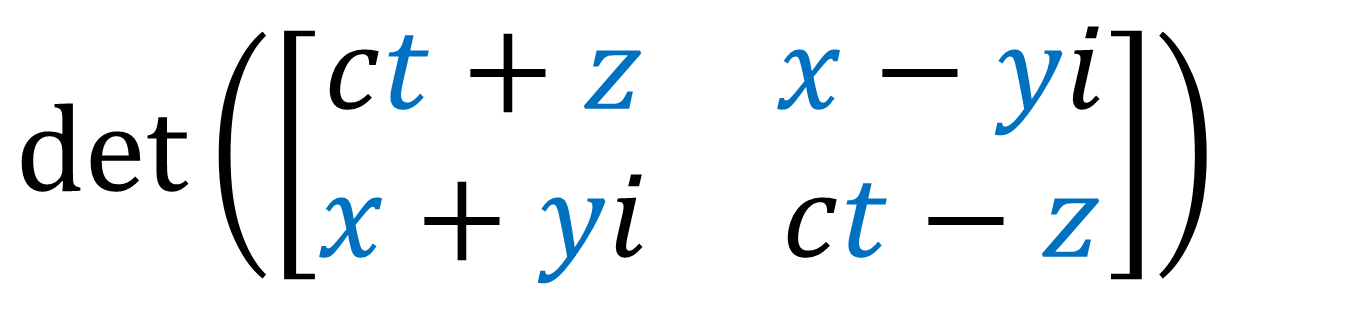 det([ct + z x − yi
x + yi ct − z])